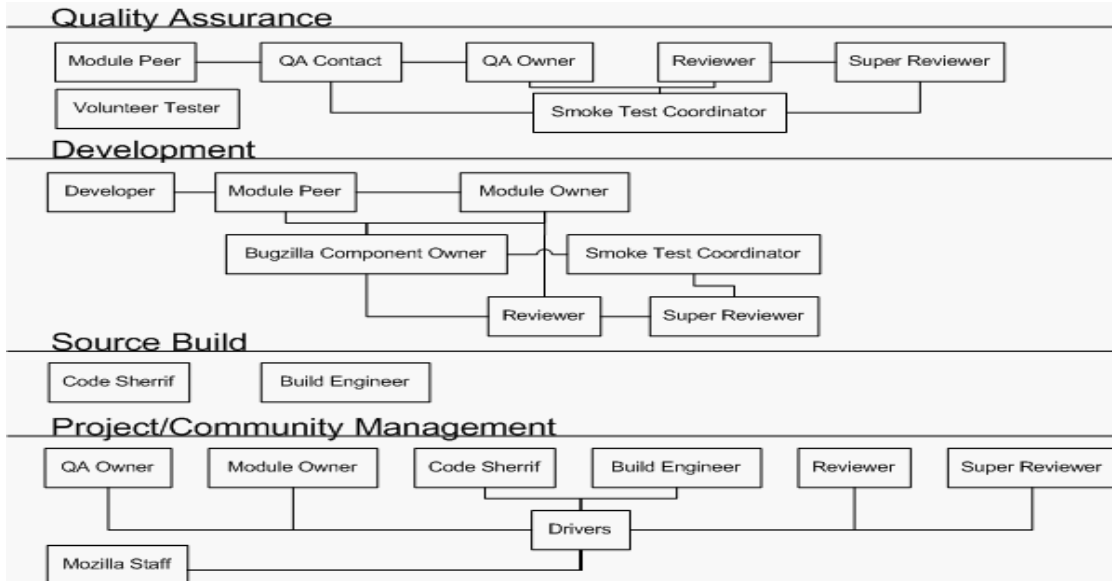 Quality Assurance
Module Peer QA Contact QA Owner Reviewer Super Reviewer
Volunteer Tester Smoke Test Coordinator
Development
Developer Module Peer Module Owner
Bugzilla Component Owner Smoke Test Coordinator
Reviewer Super Reviewer
Source Build
Code Sherrif Build Engineer
Project/Community Management
QA Owner Module Owner Code Sherrif Build Engineer Reviewer Super Reviewer
Drivers
Mozilla Staff